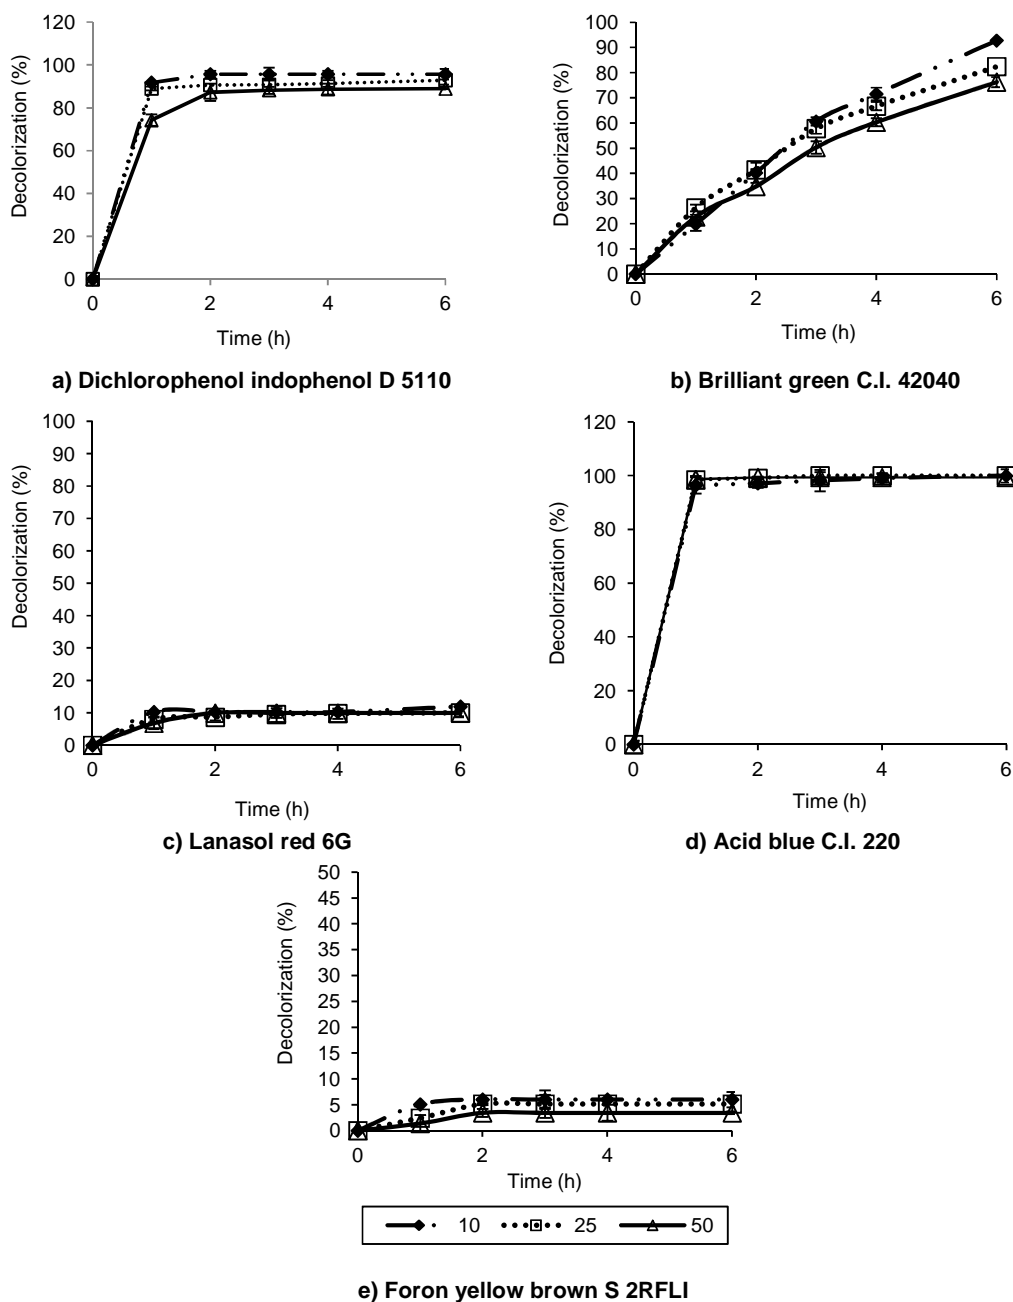 120
100
80
60
40
20
0
Decolorization (%)
0 2 4 6
Time (h)
a) Dichlorophenol indophenol D 5110
100
90
80
70
60
50
40
30
20
10
0
Decolorization (%)
0 2 4 6
Time (h)
b) Brilliant green C.I. 42040
100
90
80
70
60
50
40
30
20
10
0
Decolorization (%)
0 2 4 6
Time (h)
c) Lanasol red 6G
120
100
80
60
40
20
0
Decolorization (%)
0 2 4 6
Time (h)
d) Acid blue C.I. 220
50
45
40
35
30
25
20
15
10
5
0
Decolorization (%)
0 2 4 6
Time (h)
10 25 50
e) Foron yellow brown S 2RFLI